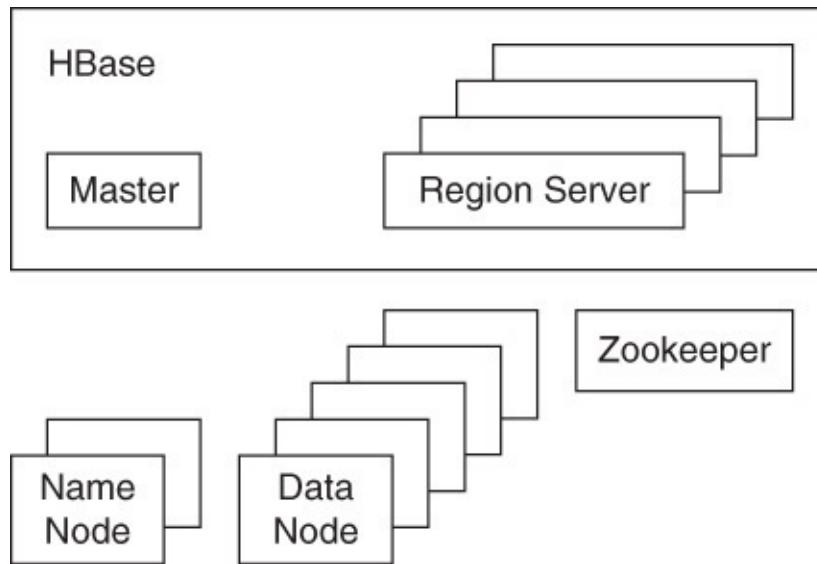 HBase
Master
Region Server
Zookeeper
Name
Node
Data
Node